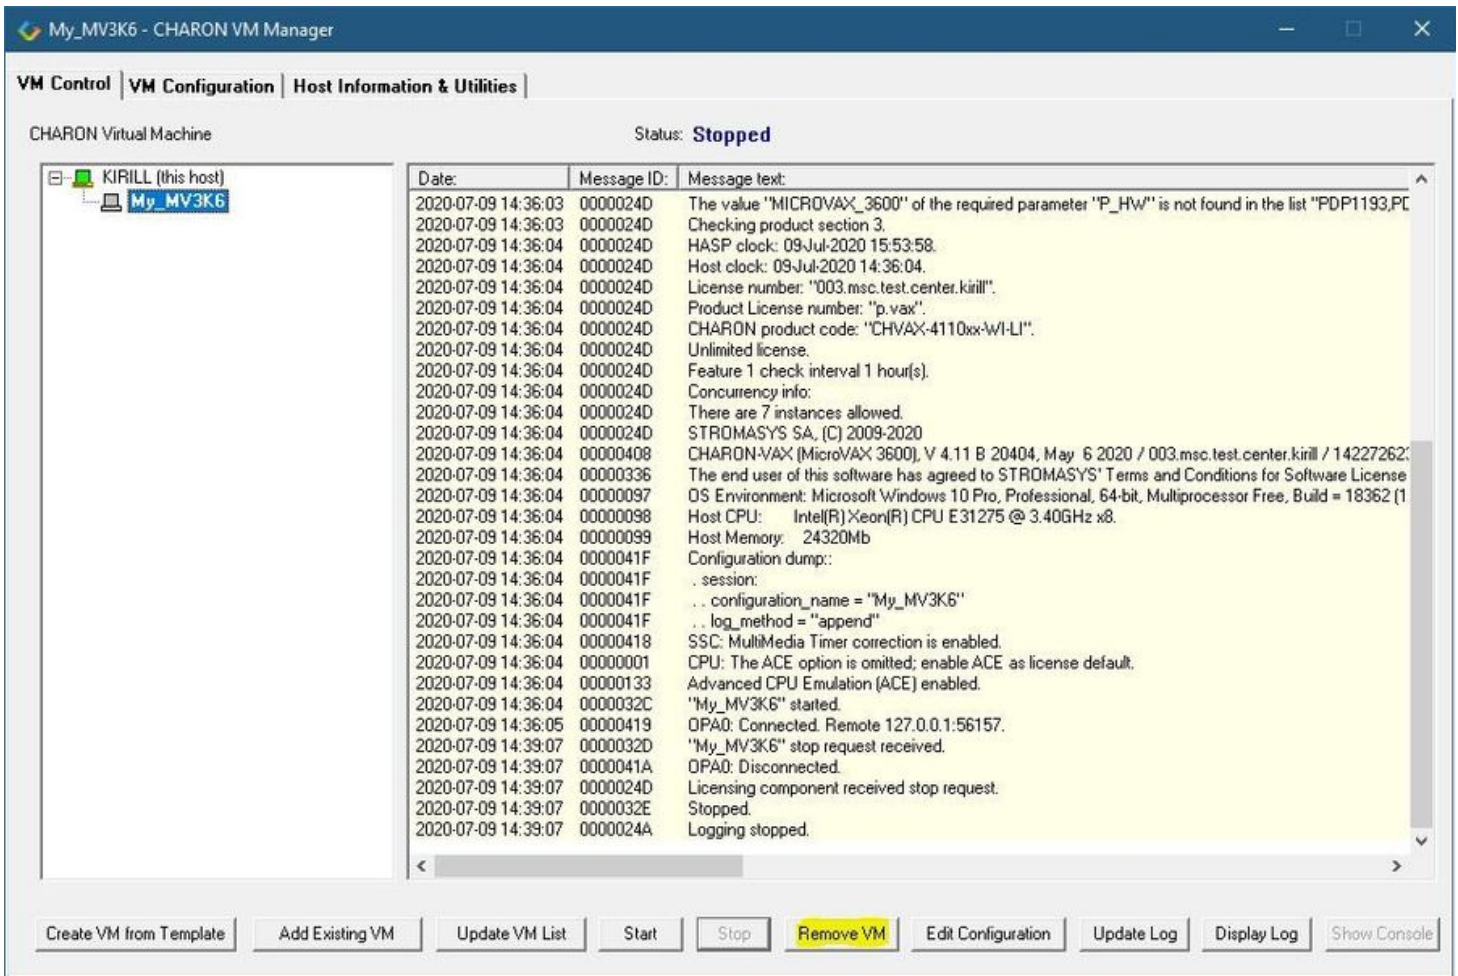 My_MV3K6 - CHARON VM Manager
VM Control VM Configuration Host Information & Utilities
CHARON Virtual Machine Status: Stopped
KIRILL (this host)
My_MV3K6
Date: Message ID: Message text:
2020-07-09 14:36:03 0000024D The value "MICROVAX_3600" of the required parameter "P_HW" is not found in the list "PDP1193,PD
2020-07-09 14:36:03 0000024D Checking product section 3.
2020-07-09 14:36:04 0000024D HASP clock: 09-Jul-2020 15:53:58.
2020-07-09 14:36:04 0000024D Host clock: 09-Jul-2020 14:36:04.
2020-07-09 14:36:04 0000024D License number: "003.msc.test.center.kirill".
2020-07-09 14:36:04 0000024D Product License number: "p.vax".
2020-07-09 14:36:04 0000024D CHARON product code: "CHVAX-4110xx-WI-LI".
2020-07-09 14:36:04 0000024D Unlimited license.
2020-07-09 14:36:04 0000024D Feature 1 check interval 1 hour(s).
2020-07-09 14:36:04 0000024D Concurrency info:
2020-07-09 14:36:04 0000024D There are 7 instances allowed.
2020-07-09 14:36:04 0000024D STROMASYS SA, (C) 2009-2020
2020-07-09 14:36:04 00000408 CHARON-VAX (MicroVAX 3600), V 4.11 B 20404, May 6 2020 / 003.msc.test.center.kirill / 142272623
2020-07-09 14:36:04 00000336 The end user of this software has agreed to STROMASYS' Terms and Conditions for Software License
2020-07-09 14:36:04 00000097 OS Environment: Microsoft Windows 10 Pro, Professional, 64-bit, Multiprocessor Free, Build = 18362 (1
2020-07-09 14:36:04 00000098 Host CPU: Intel(R) Xeon(R) CPU E31275 @ 3.40GHz x8.
2020-07-09 14:36:04 00000099 Host Memory: 24320Mb
2020-07-09 14:36:04 0000041F Configuration dump::
2020-07-09 14:36:04 0000041F . session:
2020-07-09 14:36:04 0000041F . . configuration_name = "My_MV3K6"
2020-07-09 14:36:04 0000041F . . log_method = "append"
2020-07-09 14:36:04 00000418 SSC: MultiMedia Timer correction is enabled.
2020-07-09 14:36:04 00000001 CPU: The ACE option is omitted; enable ACE as license default.
2020-07-09 14:36:04 00000133 Advanced CPU Emulation (ACE) enabled.
2020-07-09 14:36:04 0000032C "My_MV3K6" started.
2020-07-09 14:36:05 00000419 OPA0: Connected. Remote 127.0.0.1:56157.
2020-07-09 14:39:07 0000032D "My_MV3K6" stop request received.
2020-07-09 14:39:07 0000041A OPA0: Disconnected.
2020-07-09 14:39:07 0000024D Licensing component received stop request.
2020-07-09 14:39:07 0000032E Stopped.
2020-07-09 14:39:07 0000024A Logging stopped.
Create VM from Template Add Existing VM Update VM List Start Stop Remove VM Edit Configuration Update Log Display Log Show Console